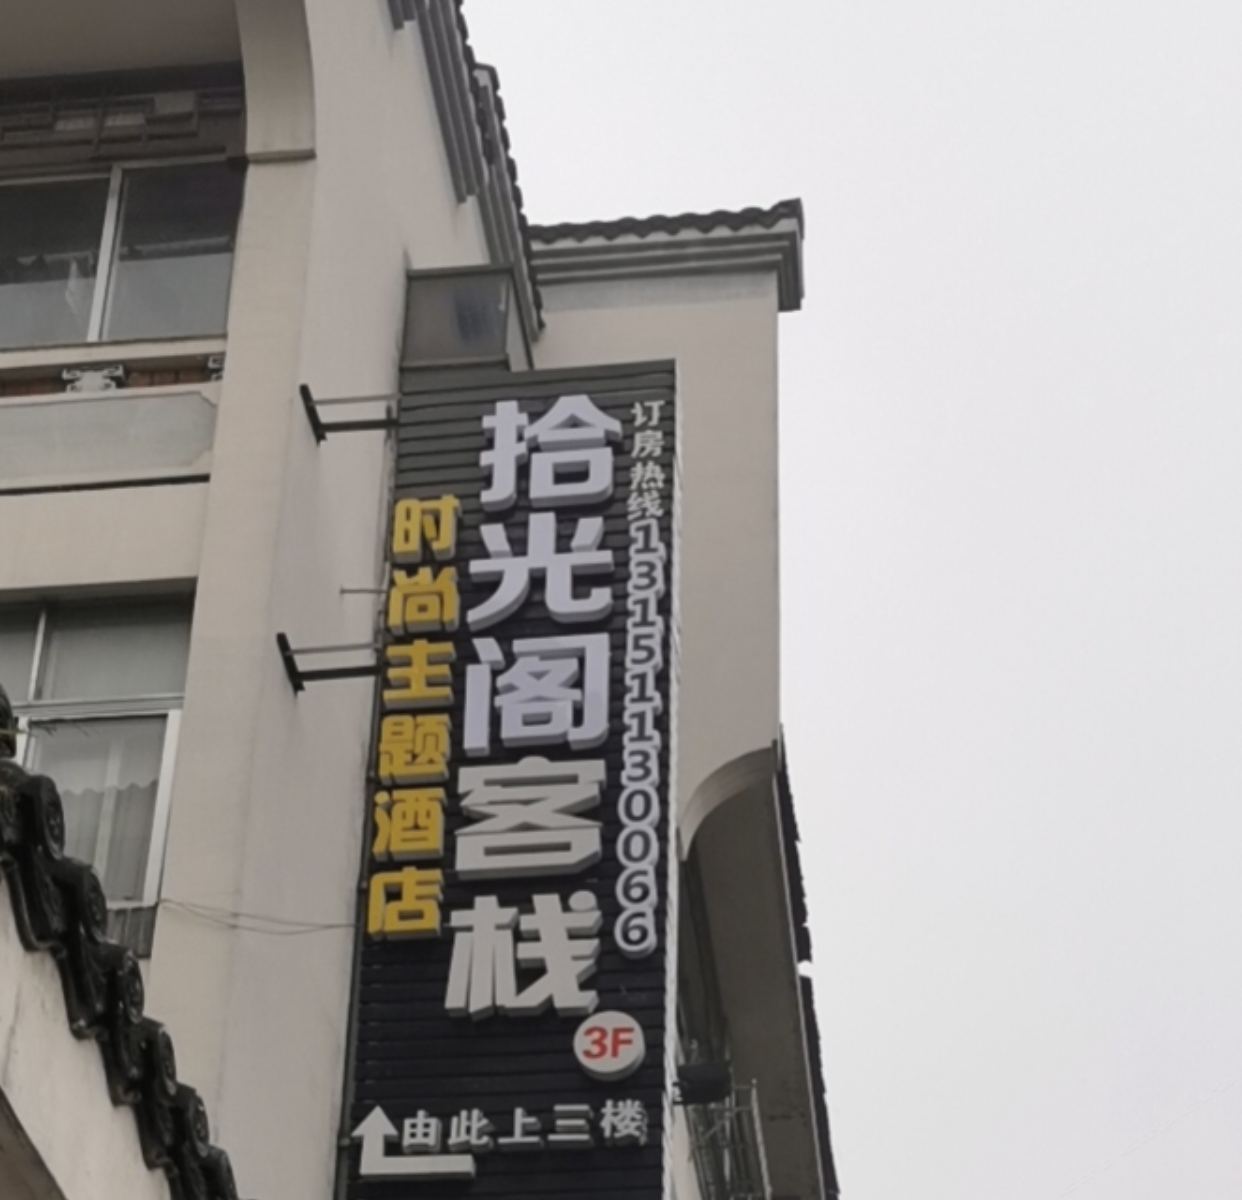 订房热线13151130066
拾光阁客栈
时尚主题酒店
3F
由此上三楼